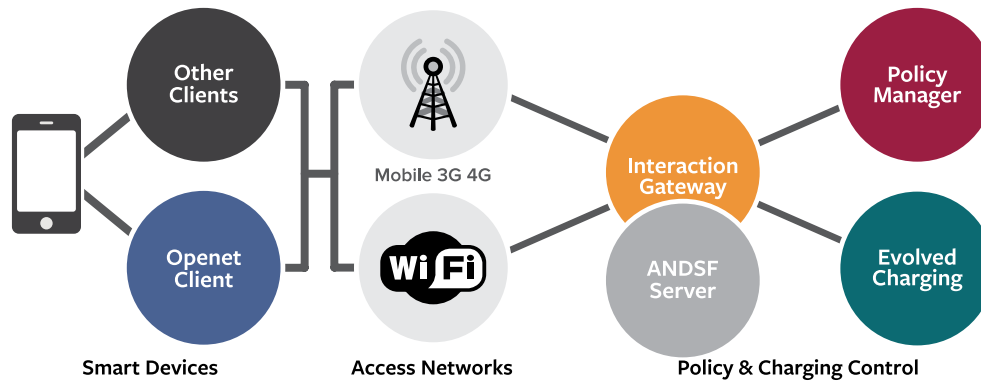 Other
Clients
Openet
Client
Smart Devices
Mobile 3G 4G
Wi Fi
Access Networks
Interaction
Gateway
ANDSF
Server
Policy
Manager
Evolved
Charging
Policy & Charging Control